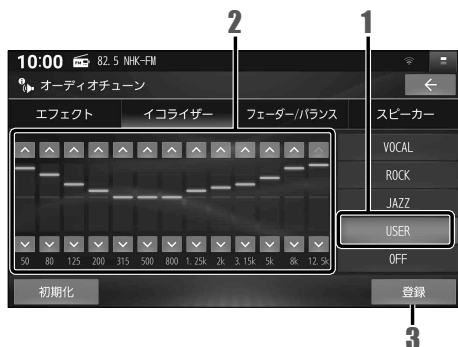 2
1
10:00 FM 82.5 NHK-FM
オーディオチューン
エフェクト イコライザー フェーダー/バランス スピーカー
VOCAL
ROCK
JAZZ
USER
50 80 125 200 315 500 800 1.25k 2k 3.15k 5k 8k 12.5k
OFF
初期化 登録
3